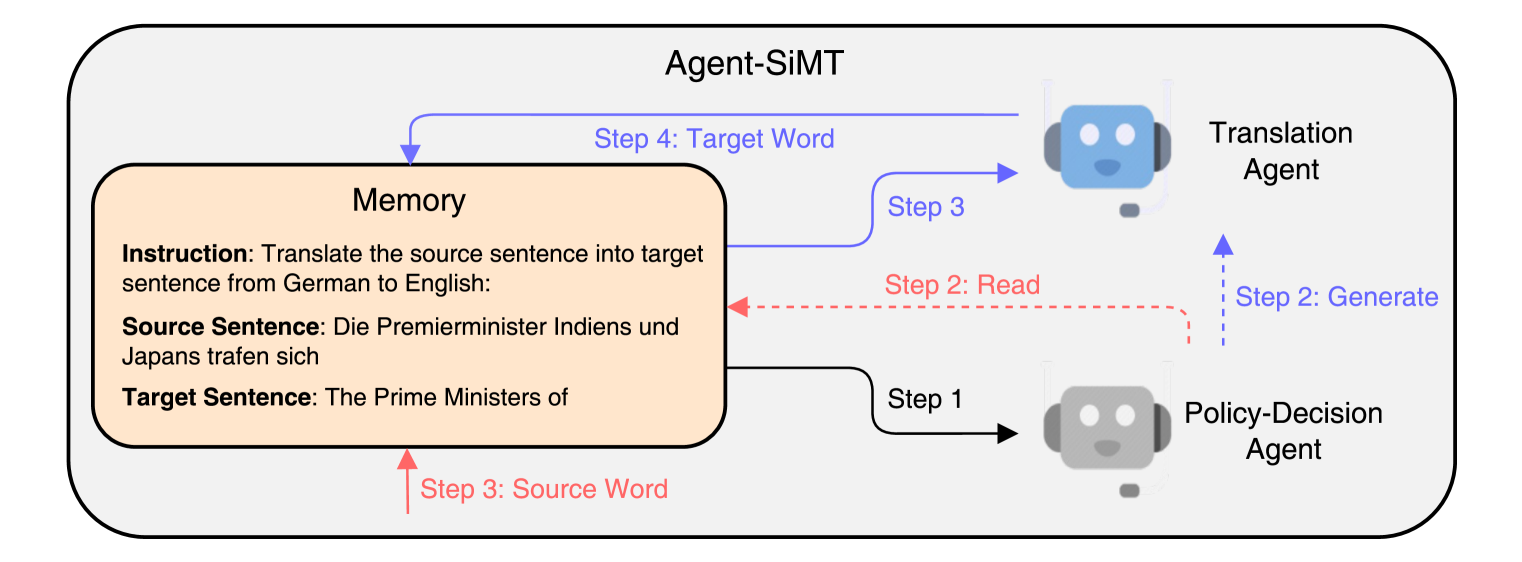 Agent-SiMT
Step 4: Target Word
Translation
Agent
Memory
Step 3
Instruction: Translate the source sentence into target
sentence from German to English:
Step 2: Read
Step 2: Generate
Source Sentence: Die Premierminister Indiens und
Japans trafen sich
Target Sentence: The Prime Ministers of
Step 1
Policy-Decision
Agent
Step 3: Source Word